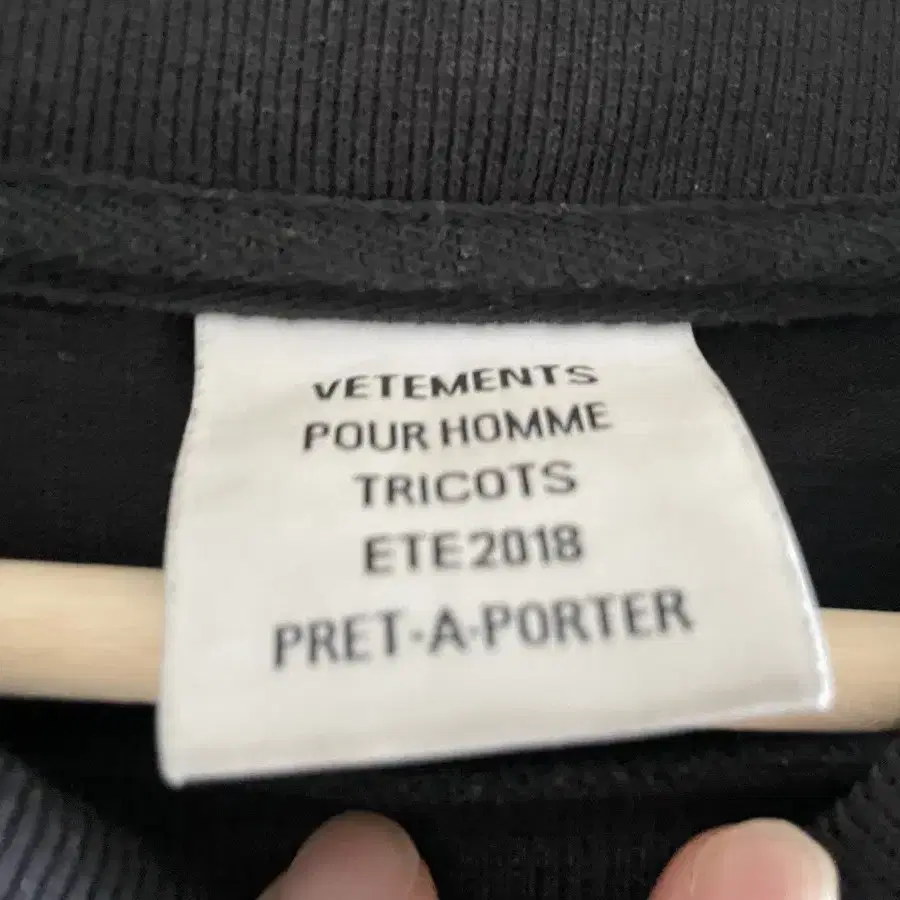 VETEMENTS
POUR HOMME
TRICOTS
ETE2018
PRET-A-PORTER